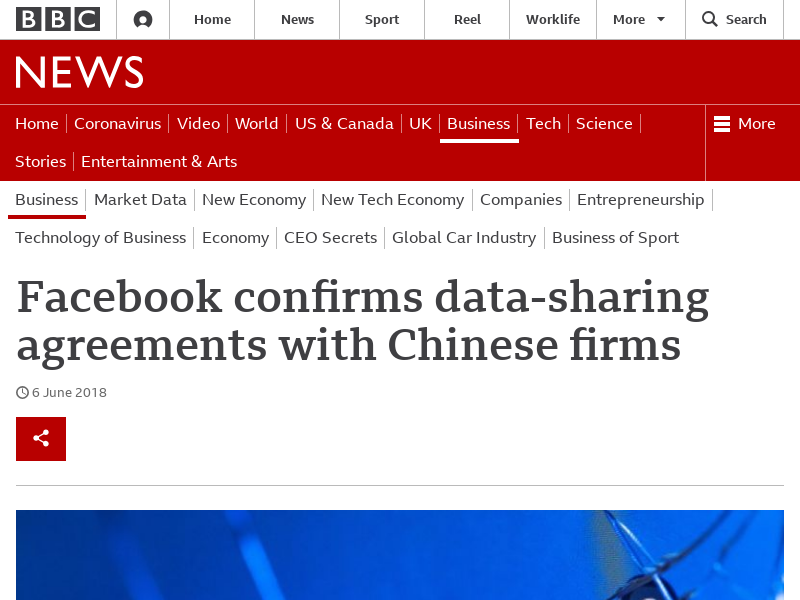 BBC Home News Sport Reel Worklife More Search
NEWS
Home Coronavirus Video World US & Canada UK Business Tech Science More
Stories Entertainment & Arts
Business Market Data New Economy New Tech Economy Companies Entrepreneurship
Technology of Business Economy CEO Secrets Global Car Industry Business of Sport
Facebook confirms data-sharing
agreements with Chinese firms
6 June 2018